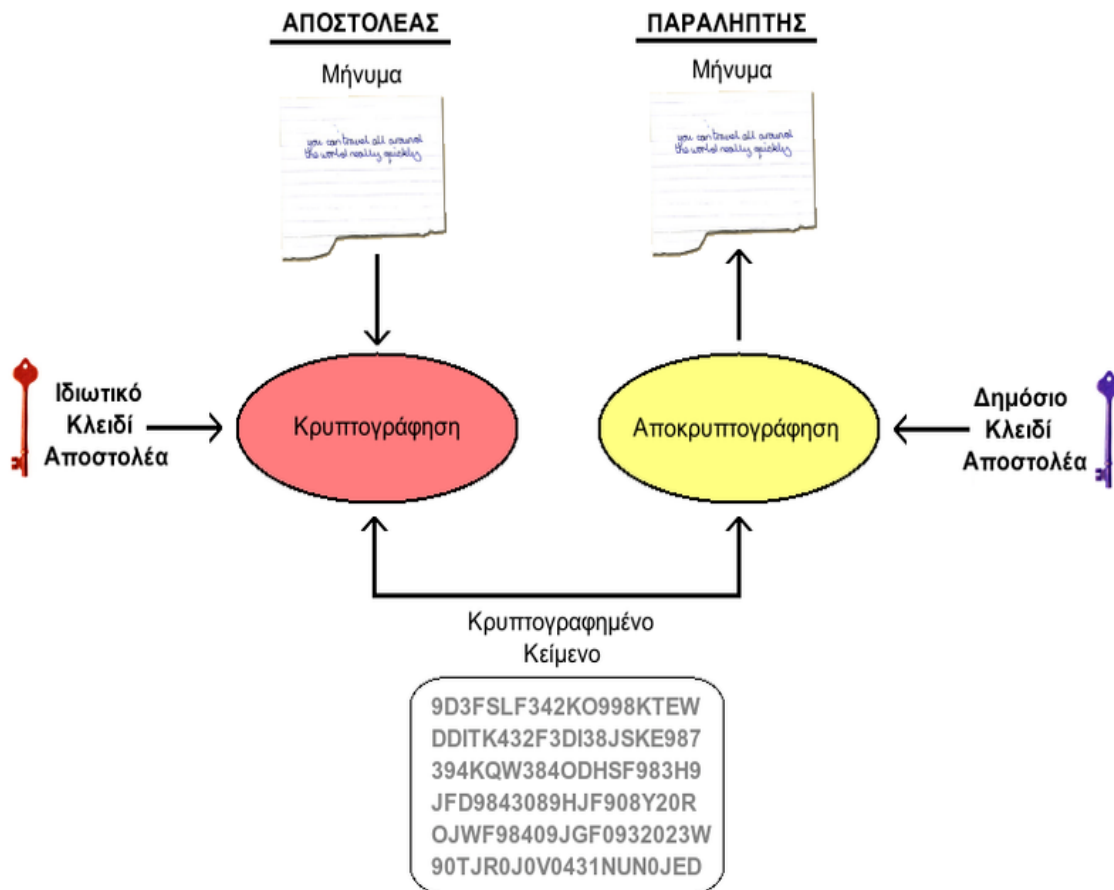 ΑΠΟΣΤΟΛΕΑΣ
Μήνυμα
you can travel all around
the world really quickly
ΠΑΡΑΛΗΠΤΗΣ
Μήνυμα
you can travel all around
the world really quickly
Ιδιωτικό
Κλειδί
Αποστολέα
Κρυπτογράφηση
Αποκρυπτογράφηση
Δημόσιο
Κλειδί
Αποστολέα
Κρυπτογραφημένο
Κείμενο
9D3FSLF342KO998KTEW
DDITK432F3DI38JSKE987
394KQW384ODHSF983H9
JFD9843089HJF908Y20R
OJWF98409JGF0932023W
90TJR0J0V0431NUN0JED